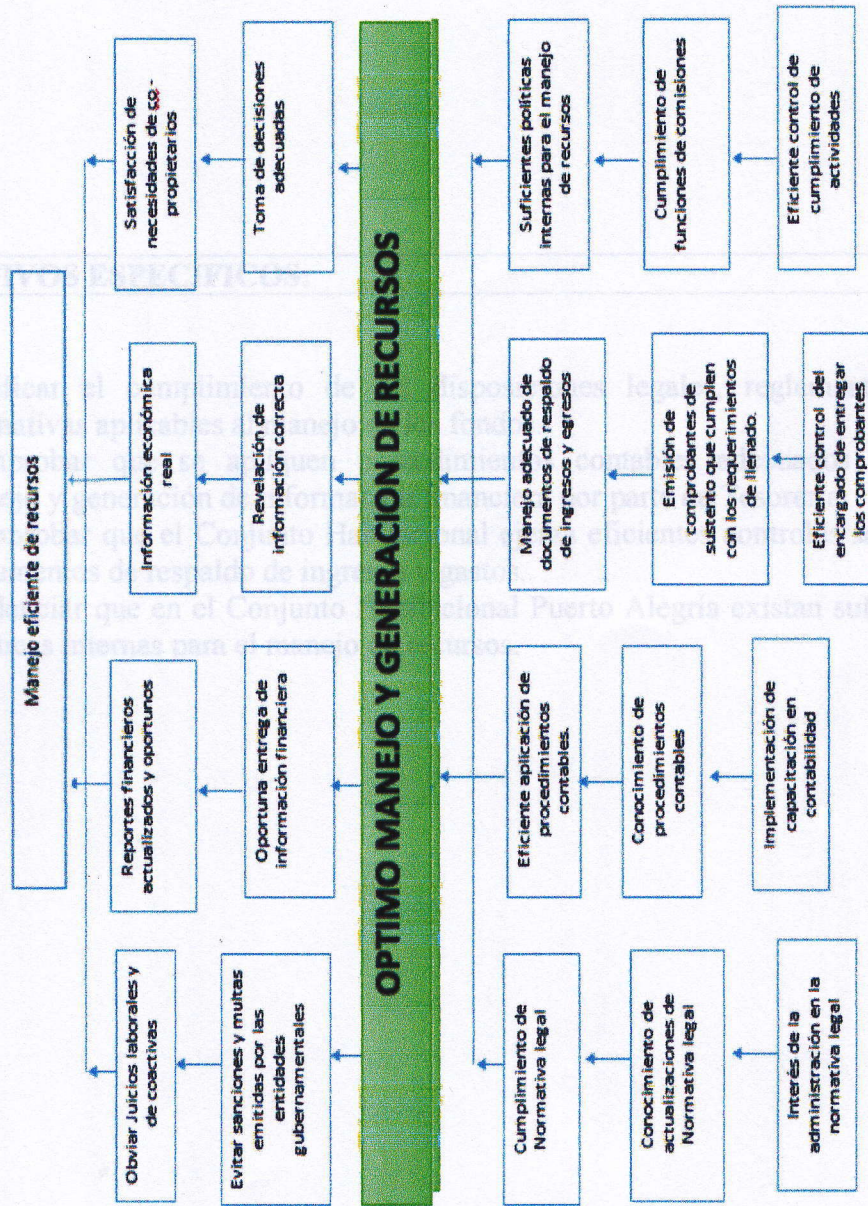 Manejo eficiente de recursos
Obviar Juicios laborales y
de coactivas
Reportes financieros
actualizados y oportunos
Información económica
real
Satisfacción de
necesidades de co -
propietarios
Evitar sanciones y multas
emitidas por las
entidades
gubernamentales
Oportuna entrega de
información financiera
Revelación de
información correcta
Toma de decisiones
adecuadas
OPTIMO MANEJO Y GENERACION DE RECURSOS
Cumplimiento de
Normativa legal
Eficiente aplicación de
procedimientos
contables.
Manejo adecuado de
documentos de respaldo
de ingresos y egresos
Suficientes políticas
internas para el manejo
de recursos
Conocimiento de
actualizaciones de
Normativa legal
Conocimiento de
procedimientos
contables
Emisión de
comprobantes de
sustento que cumplen
con los requerimientos
de llenado.
Cumplimiento de
funciones de comisiones
Interés de la
administración en la
normativa legal
Implementación de
capacitación en
contabilidad
Eficiente control del
encargado de entregar
los comprobantes
Eficiente control de
cumplimiento de
actividades